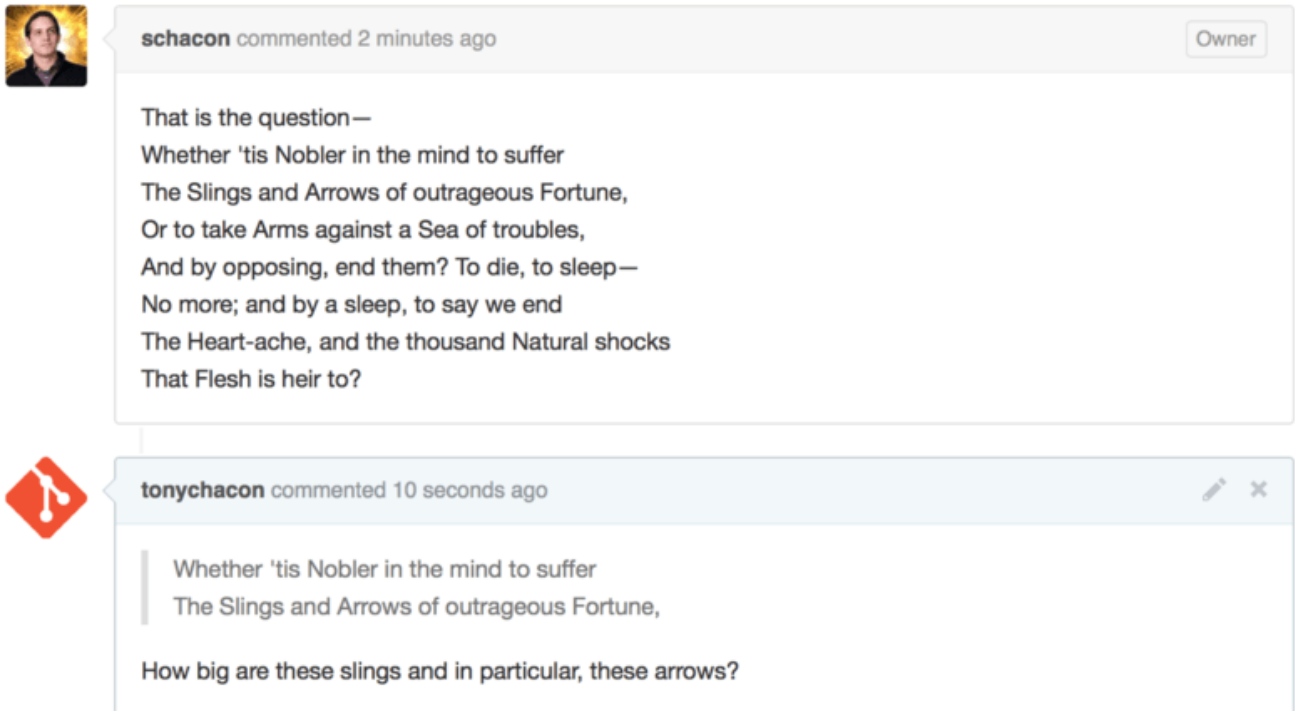 schacon commented 2 minutes ago
Owner
That is the question—
Whether 'tis Nobler in the mind to suffer
The Slings and Arrows of outrageous Fortune,
Or to take Arms against a Sea of troubles,
And by opposing, end them? To die, to sleep—
No more; and by a sleep, to say we end
The Heart-ache, and the thousand Natural shocks
That Flesh is heir to?
tonychacon commented 10 seconds ago
Whether 'tis Nobler in the mind to suffer
The Slings and Arrows of outrageous Fortune,
How big are these slings and in particular, these arrows?